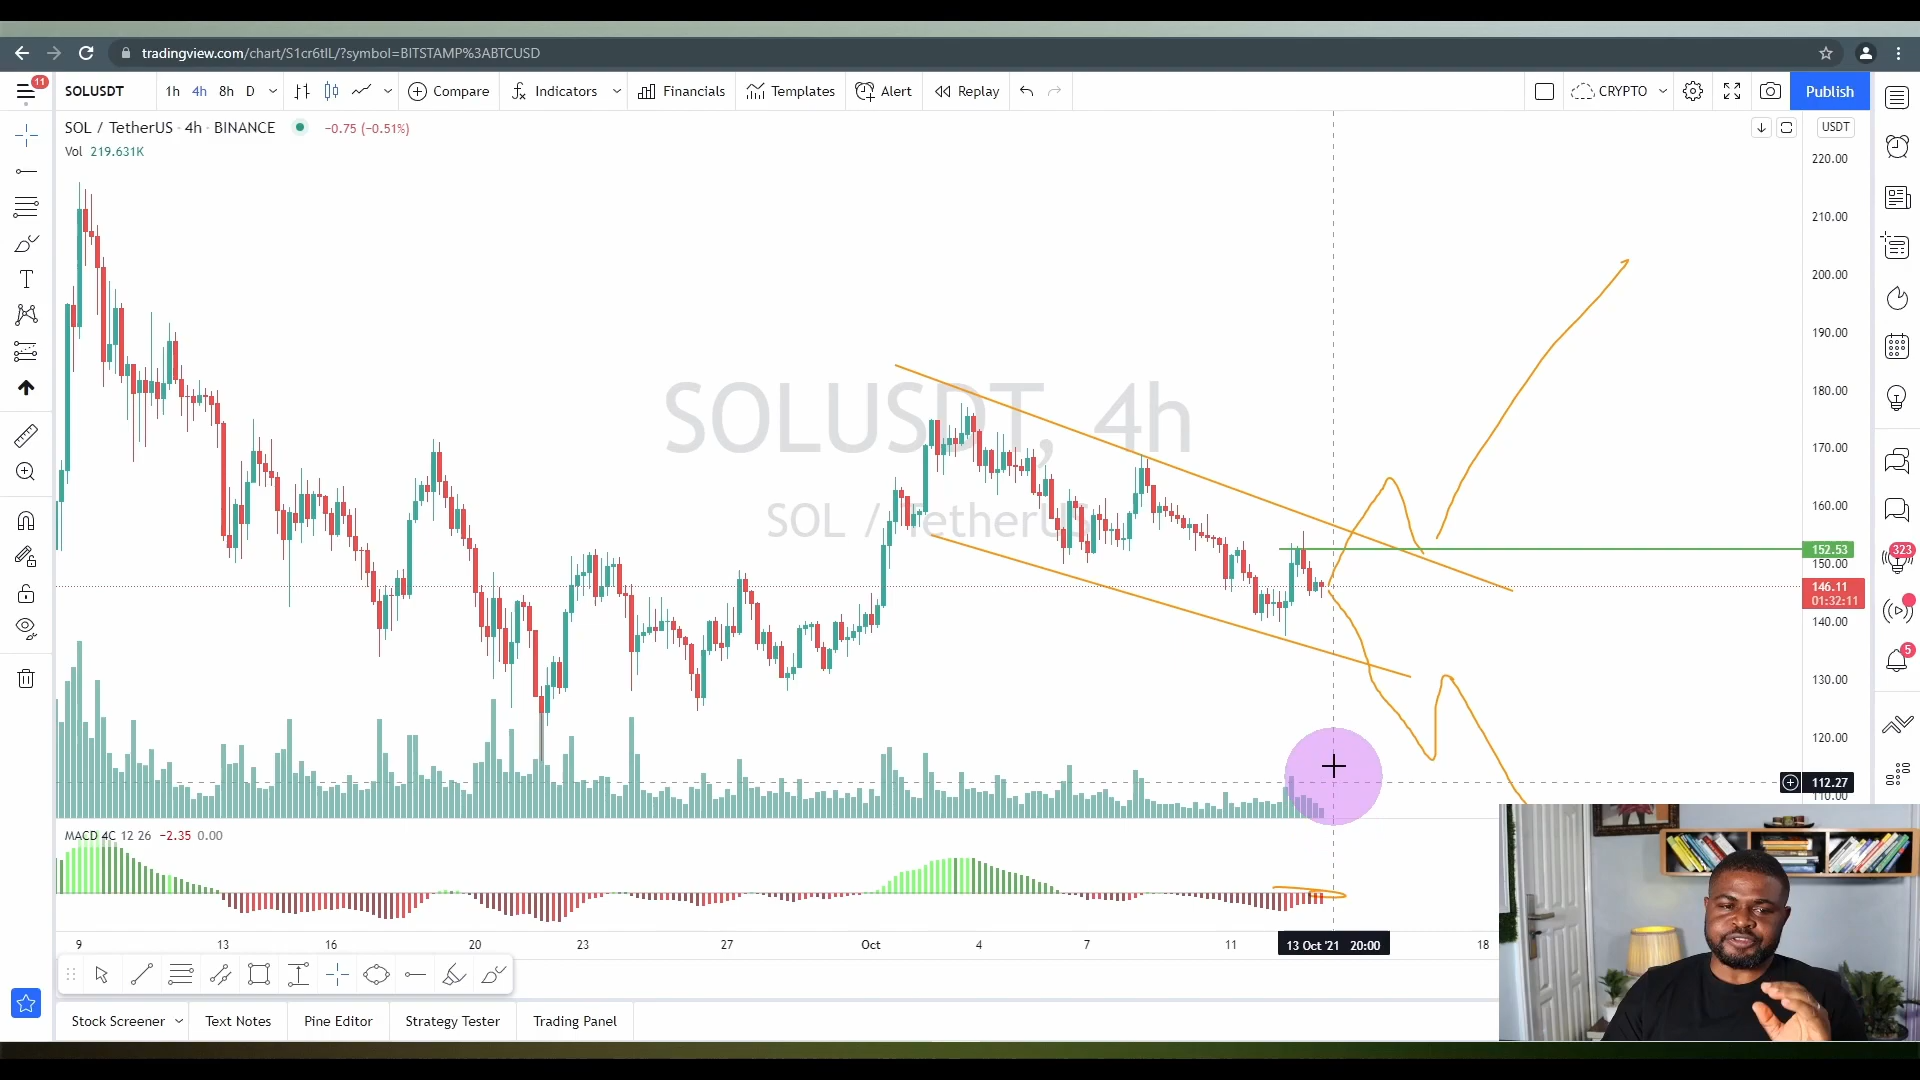 tradingview.com/chart/S1cr6tlL/?symbol=BITSTAMP%3ABTCUSD
11
SOLUSDT 1h 4h 8h D Compare Indicators Financials Templates Alert Replay CRYPTO Publish
SOL / TetherUS · 4h · BINANCE −0.75 (−0.51%) USDT
Vol 219.631K
220.00
210.00
200.00
190.00
180.00
170.00
160.00
152.53
150.00
146.11
01:32:11
140.00
130.00
120.00
112.27
110.00
SOLUSDT, 4h
SOL / TetherUS
323
5
MACD 4C 12 26 −2.35 0.00
9 13 16 20 23 27 Oct 4 7 11 13 Oct '21 20:00 18
Stock Screener Text Notes Pine Editor Strategy Tester Trading Panel